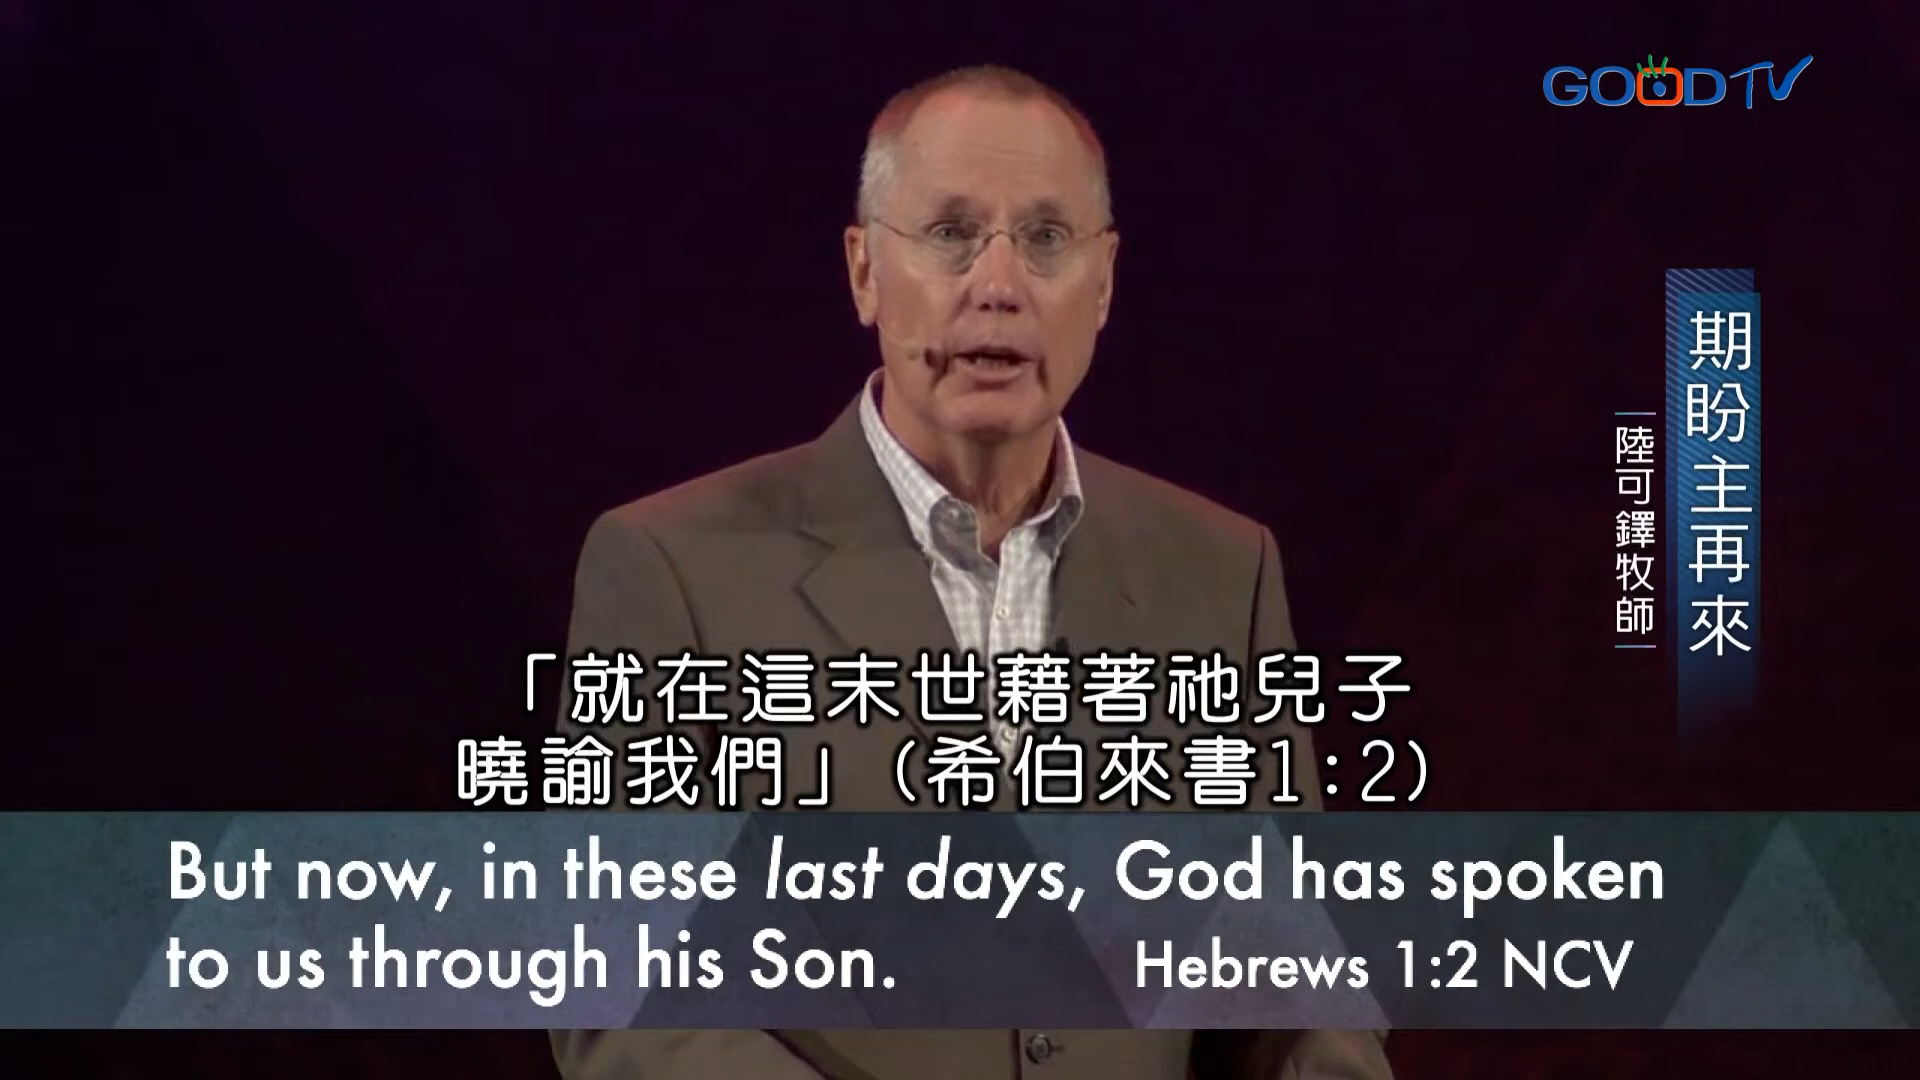 GOOD TV
期盼主再來
陸可鐸牧師
「就在這末世藉著祂兒子
曉諭我們」(希伯來書1:2)
But now, in these last days, God has spoken
to us through his Son.
Hebrews 1:2 NCV